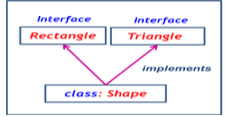 Interface Interface
Rectangle Triangle
implements
class: Shape